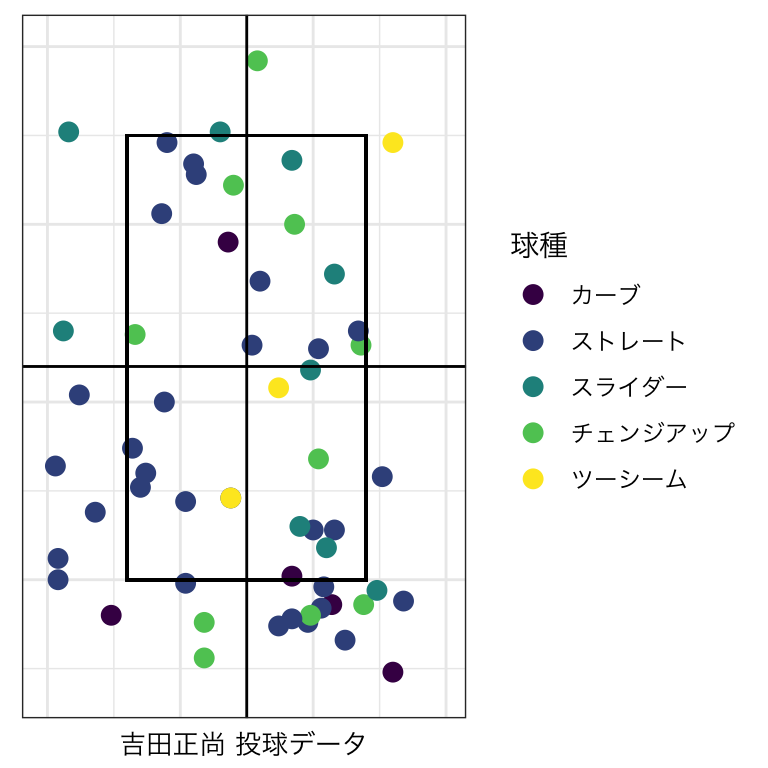 球種
カーブ
ストレート
スライダー
チェンジアップ
ツーシーム
吉田正尚 投球データ